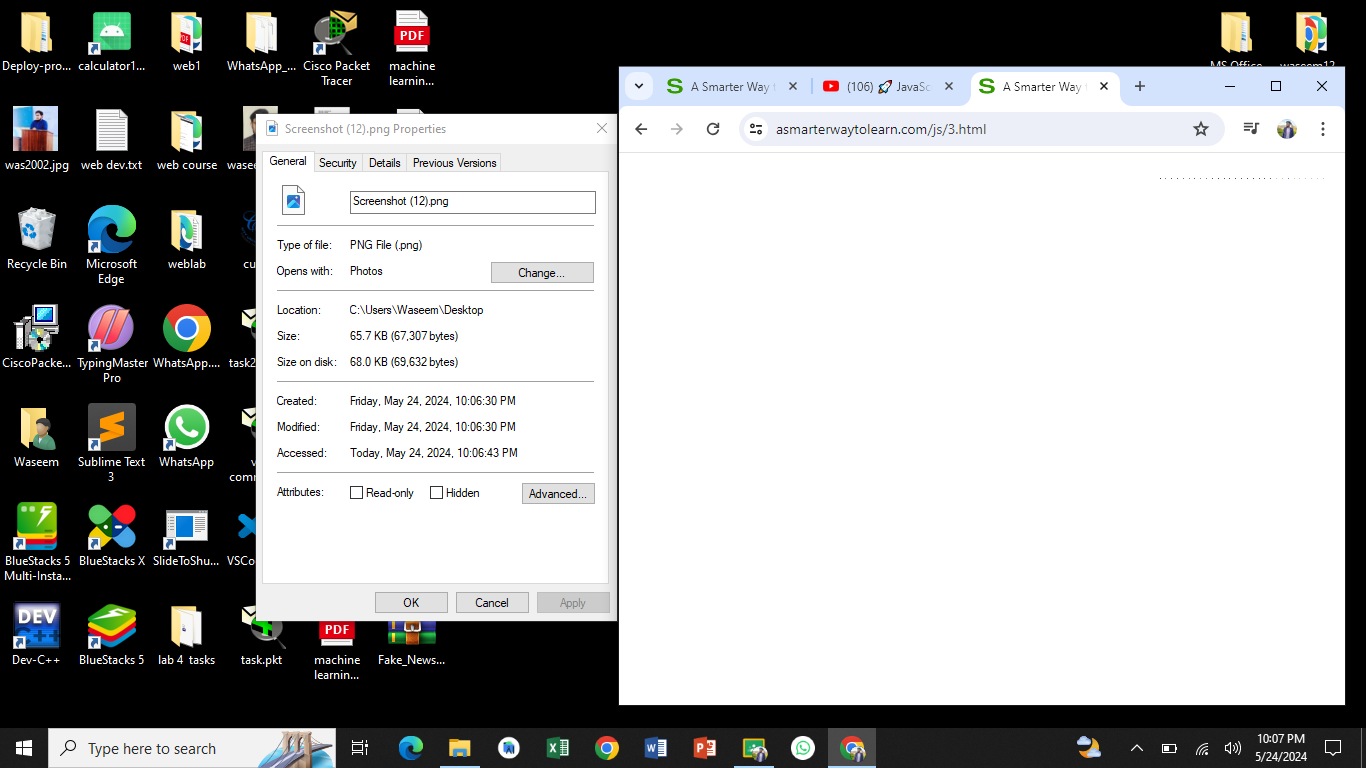 Deploy-pro...
calculator1...
web1
WhatsApp_...
Cisco Packet
Tracer
PDF
machine
learnin...
MS Office
waseem12
was2002.jpg
web dev.txt
web course
Recycle Bin
Microsoft
Edge
weblab
CiscoPacke...
TypingMaster
Pro
WhatsApp....
Waseem
Sublime Text
3
WhatsApp
BlueStacks 5
Multi-Insta...
BlueStacks X
SlideToShu...
DEV
Dev-C++
BlueStacks 5
lab 4 tasks
task.pkt
PDF
machine
learnin...
Fake_News...
Screenshot (12).png Properties
General
Security
Details
Previous Versions
Screenshot (12).png
Type of file: PNG File (.png)
Opens with: Photos
Change...
Location: C:\Users\Waseem\Desktop
Size: 65.7 KB (67,307 bytes)
Size on disk: 68.0 KB (69,632 bytes)
Created: Friday, May 24, 2024, 10:06:30 PM
Modified: Friday, May 24, 2024, 10:06:30 PM
Accessed: Today, May 24, 2024, 10:06:43 PM
Attributes: Read-only Hidden
Advanced...
OK
Cancel
Apply
A Smarter Way
(106) 🚀 JavaSc
A Smarter Way
asmarterwaytolearn.com/js/3.html
Type here to search
10:07 PM
5/24/2024